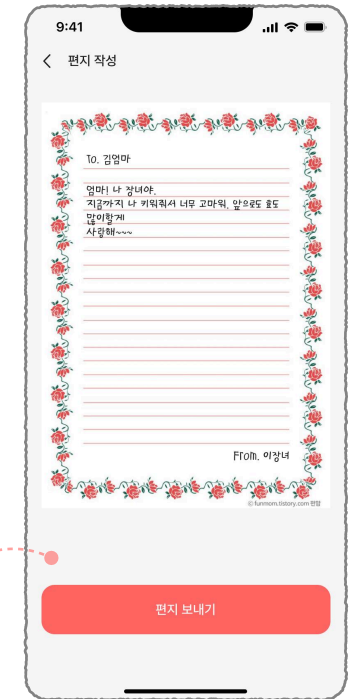 9:41
편지 작성
To. 김엄마
엄마! 나 장녀야.
지금까지 나 키워줘서 너무 고마워. 앞으로도 효도
많이할게!
사랑해~~~
From. 이장녀
© funmom.tistory.com 펀맘
편지 보내기